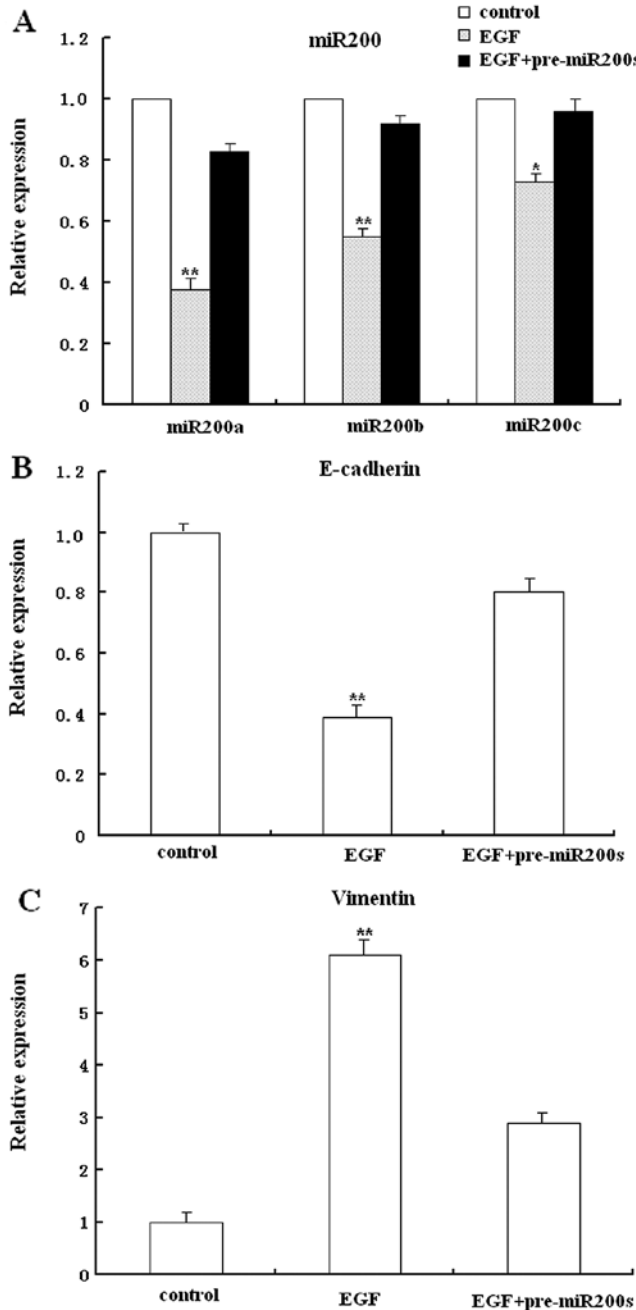 A
miR200
control
EGF
EGF+pre-miR200s
Relative expression
1.2
1.0
0.8
0.6
0.4
0.2
0
**
**
*
miR200a miR200b miR200c
B
E-cadherin
Relative expression
1.2
1.0
0.8
0.6
0.4
0.2
0
**
control EGF EGF+pre-miR200s
C
Vimentin
Relative expression
7
6
5
4
3
2
1
0
**
control EGF EGF+pre-miR200s